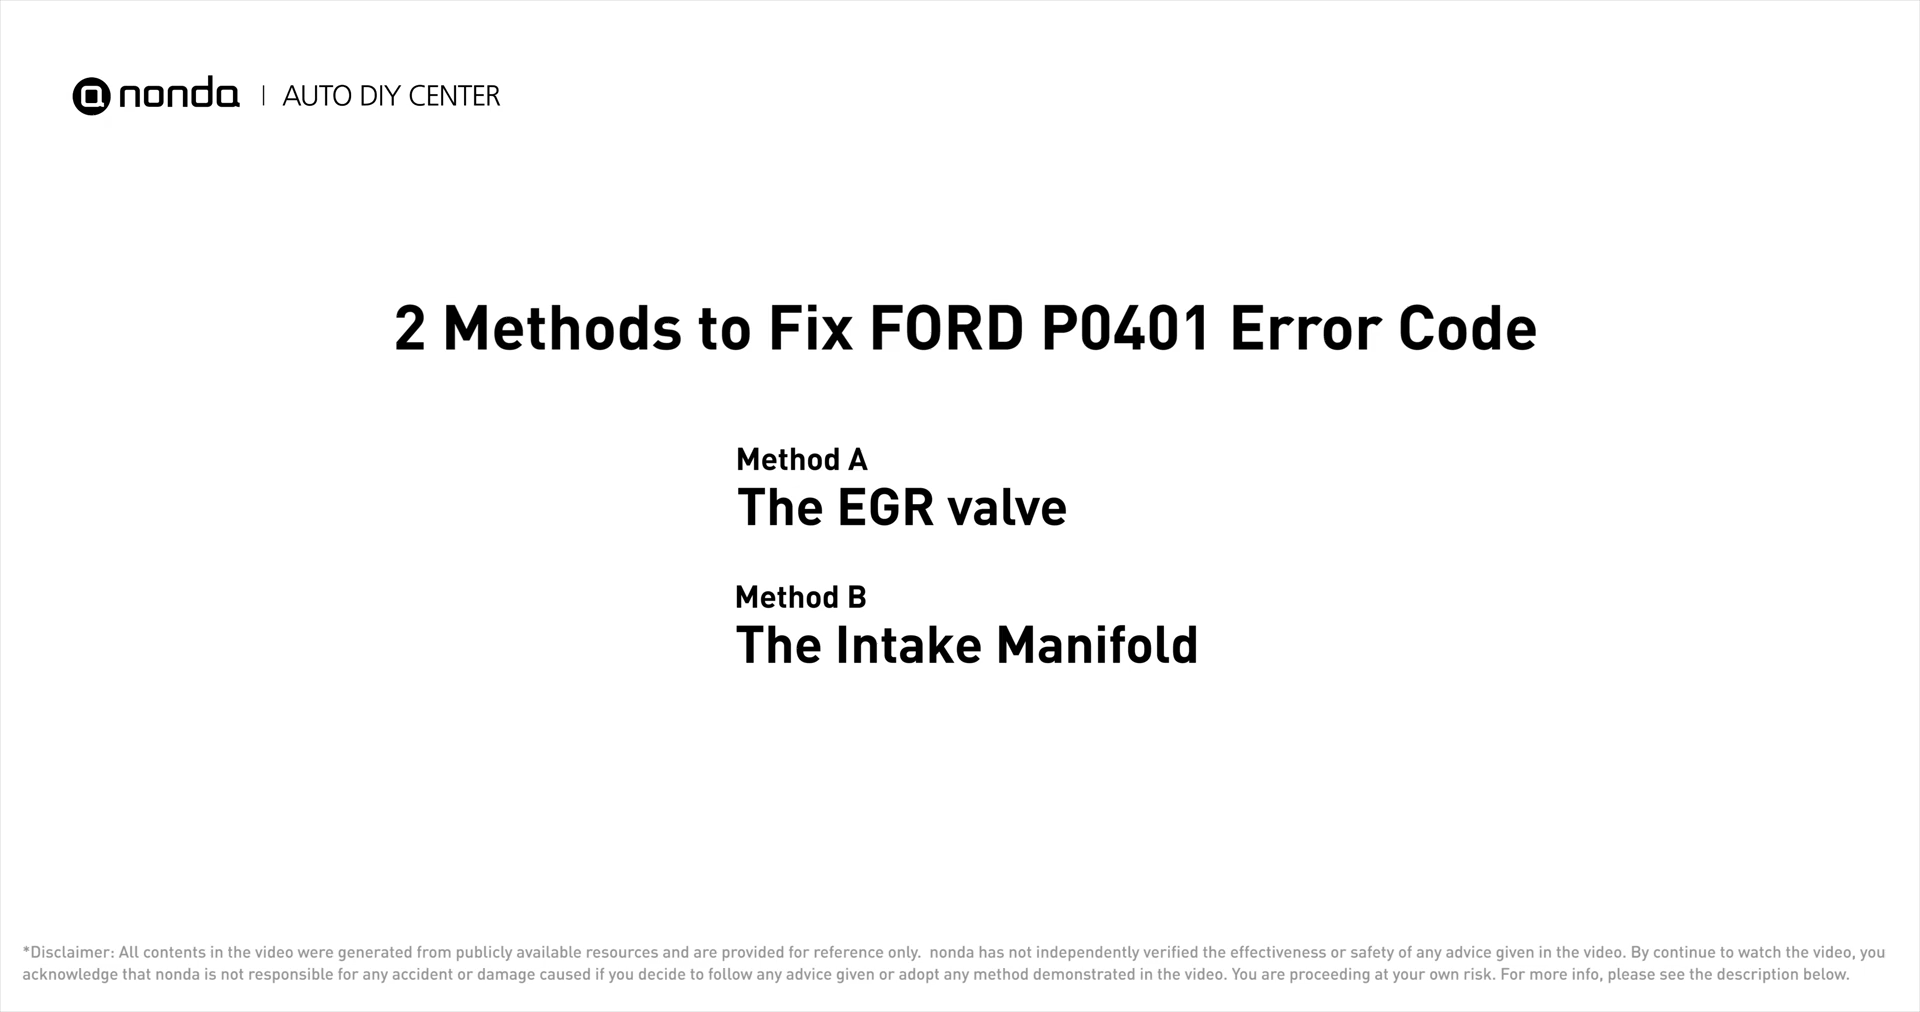 nonda | AUTO DIY CENTER
2 Methods to Fix FORD P0401 Error Code
Method A
The EGR valve
Method B
The Intake Manifold
*Disclaimer: All contents in the video were generated from publicly available resources and are provided for reference only.  nonda has not independently verified the effectiveness or safety of any advice given in the video. By continue to watch the video, you
acknowledge that nonda is not responsible for any accident or damage caused if you decide to follow any advice given or adopt any method demonstrated in the video. You are proceeding at your own risk. For more info, please see the description below.